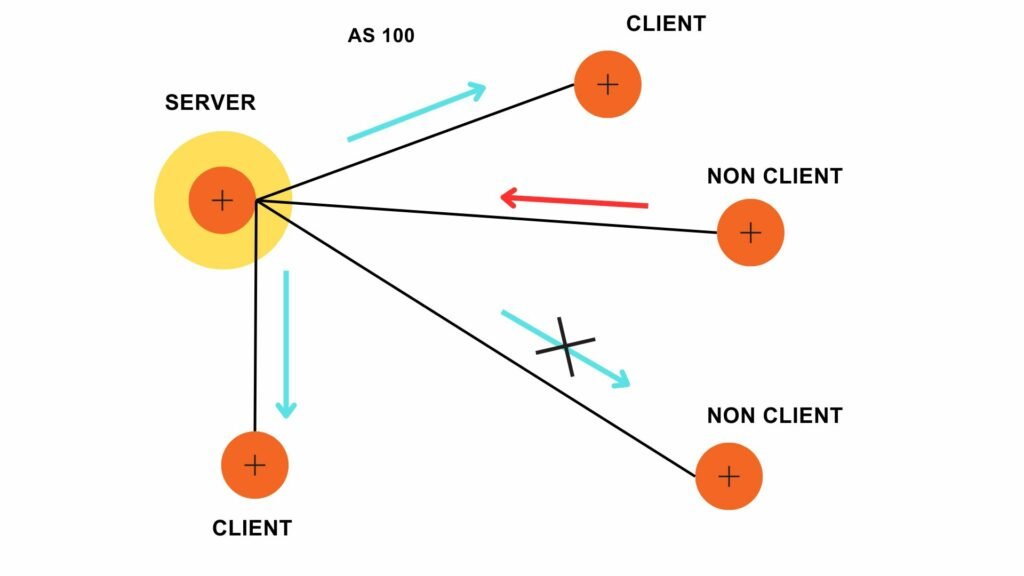 AS 100
CLIENT
SERVER
NON CLIENT
NON CLIENT
CLIENT